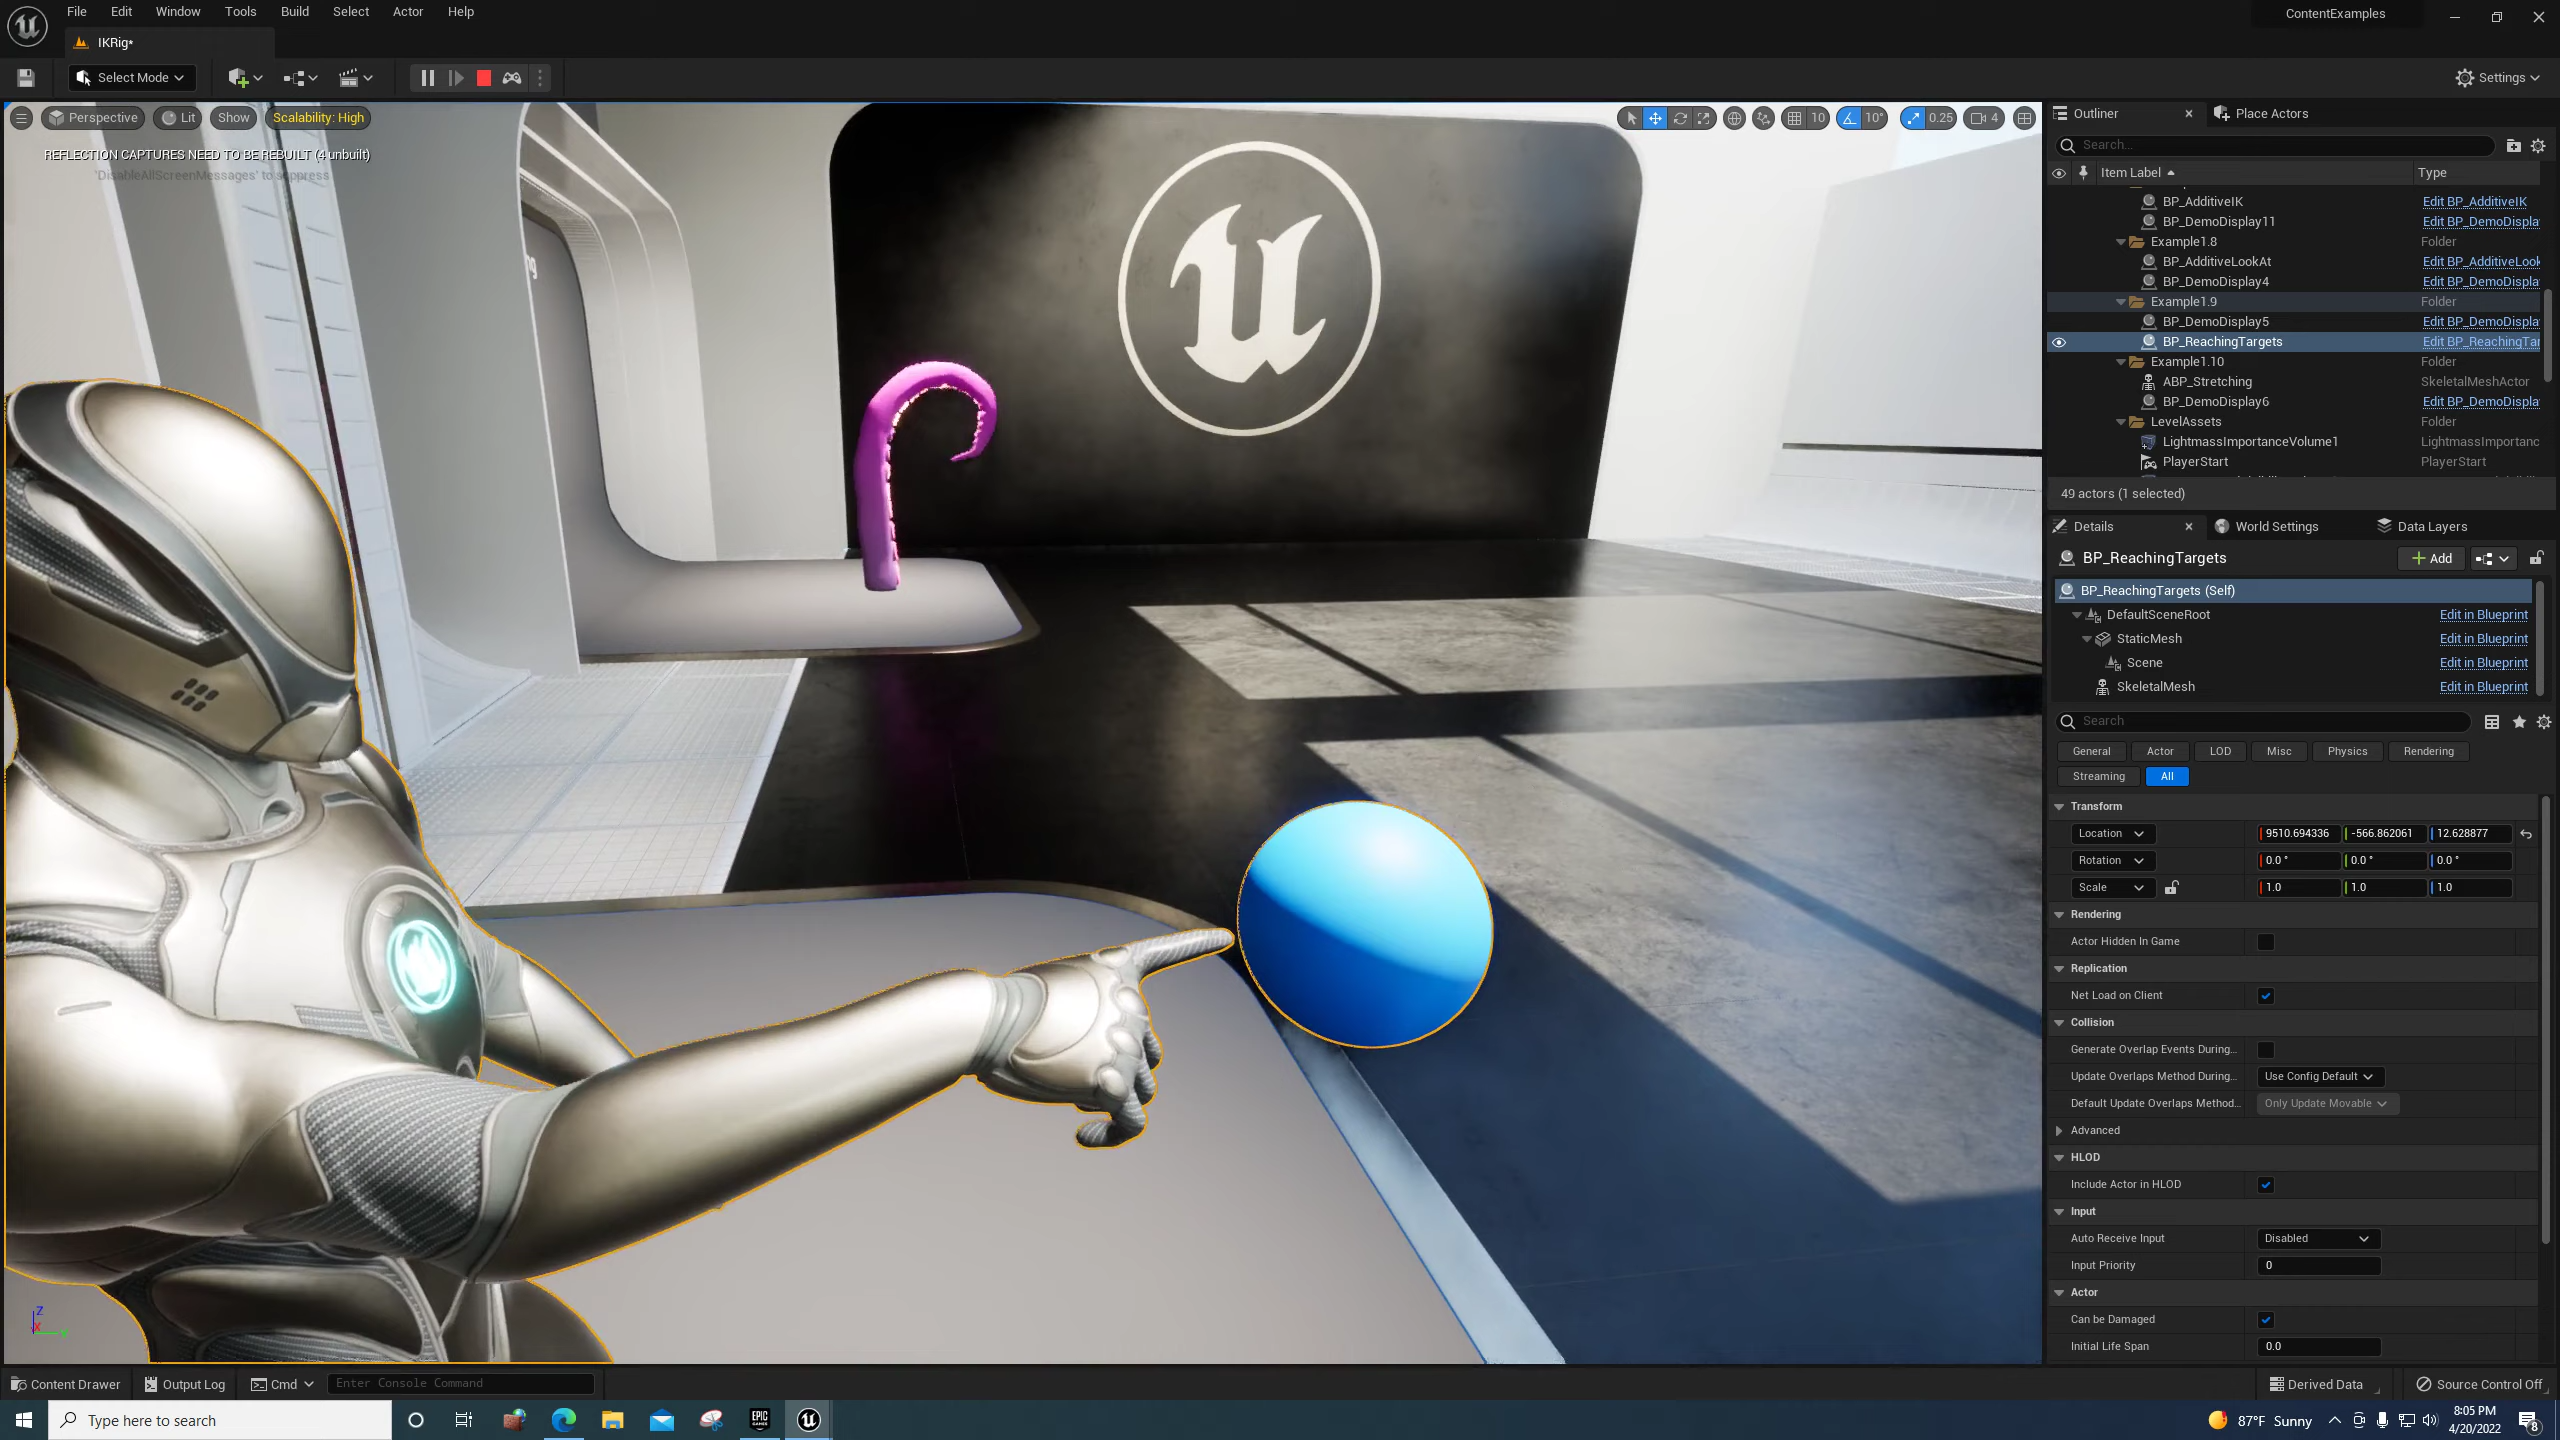 File Edit Window Tools Build Select Actor Help
ContentExamples
IKRig*
Select Mode
Settings
Perspective Lit Show Scalability: High
10 10° 0.25 4
REFLECTION CAPTURES NEED TO BE REBUILT (4 unbuilt)
'DisableAllScreenMessages' to suppress
Outliner
Place Actors
Search...
Item Label Type
BP_AdditiveIK Edit BP_AdditiveIK
BP_DemoDisplay11 Edit BP_DemoDispla
Example1.8 Folder
BP_AdditiveLookAt Edit BP_AdditiveLook
BP_DemoDisplay4 Edit BP_DemoDispla
Example1.9 Folder
BP_DemoDisplay5 Edit BP_DemoDispla
BP_ReachingTargets Edit BP_ReachingTar
Example1.10 Folder
ABP_Stretching SkeletalMeshActor
BP_DemoDisplay6 Edit BP_DemoDispla
LevelAssets Folder
LightmassImportanceVolume1 LightmassImportanc
PlayerStart PlayerStart
49 actors (1 selected)
Details World Settings Data Layers
BP_ReachingTargets Add
BP_ReachingTargets (Self)
DefaultSceneRoot Edit in Blueprint
StaticMesh Edit in Blueprint
Scene Edit in Blueprint
SkeletalMesh Edit in Blueprint
Search
General Actor LOD Misc Physics Rendering
Streaming All
Transform
Location 9510.694336 -566.862061 12.628877
Rotation 0.0 ° 0.0 ° 0.0 °
Scale 1.0 1.0 1.0
Rendering
Actor Hidden In Game
Replication
Net Load on Client
Collision
Generate Overlap Events During...
Update Overlaps Method During... Use Config Default
Default Update Overlaps Method... Only Update Movable
Advanced
HLOD
Include Actor in HLOD
Input
Auto Receive Input Disabled
Input Priority 0
Actor
Can be Damaged
Initial Life Span 0.0
Z
X
Content Drawer Output Log Cmd Enter Console Command
Derived Data Source Control Off
Type here to search
EPIC GAMES
87°F Sunny
8:05 PM
4/20/2022
8